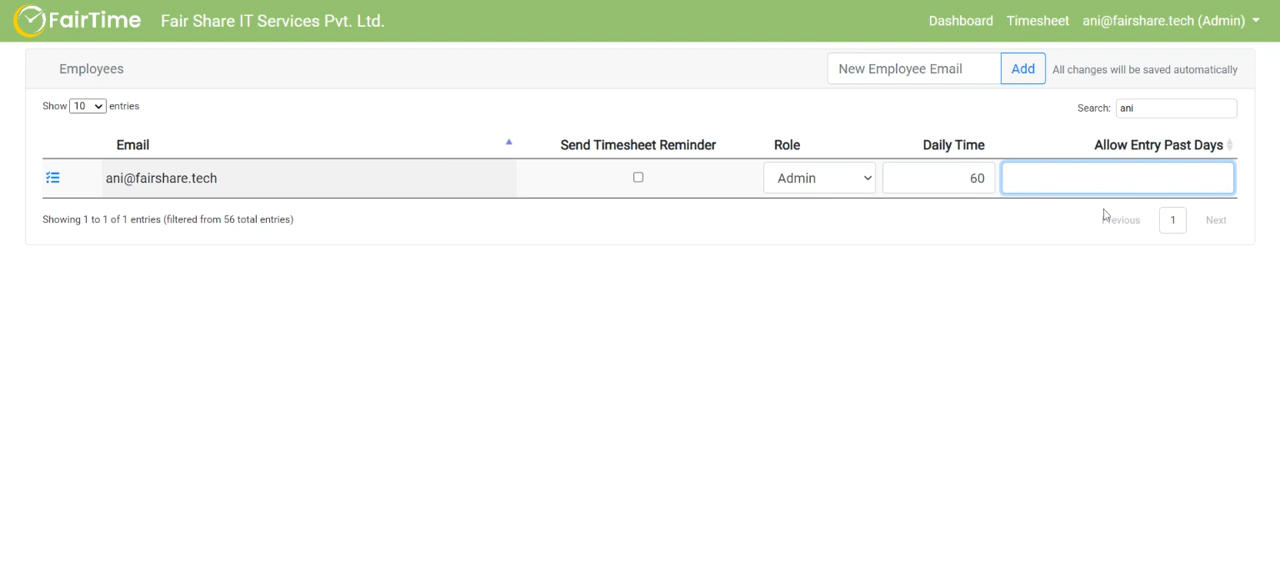 FairTime Fair Share IT Services Pvt. Ltd. Dashboard Timesheet ani@fairshare.tech (Admin)
Employees New Employee Email Add All changes will be saved automatically
Show 10 entries Search: ani
Email Send Timesheet Reminder Role Daily Time Allow Entry Past Days
ani@fairshare.tech Admin 60
Showing 1 to 1 of 1 entries (filtered from 56 total entries) Previous 1 Next